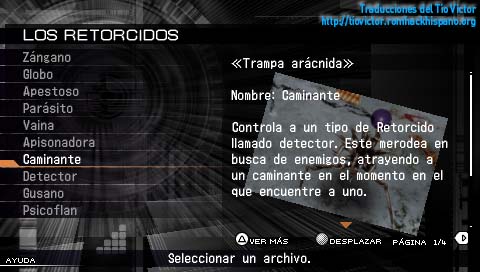 Traducciones del Tío Víctor
http://tiovictor.romhackhispano.org
LOS RETORCIDOS
Zángano
Globo
Apestoso
Parásito
Vaina
Apisonadora
Caminante
Detector
Gusano
Psicoflan
≪Trampa arácnida≫
Nombre: Caminante
Controla a un tipo de Retorcido
llamado detector. Este merodea en
busca de enemigos, atrayendo a
un caminante en el momento en el
que encuentre a uno.
VER MÁS
DESPLAZAR
PÁGINA 1/4
AYUDA
Seleccionar un archivo.